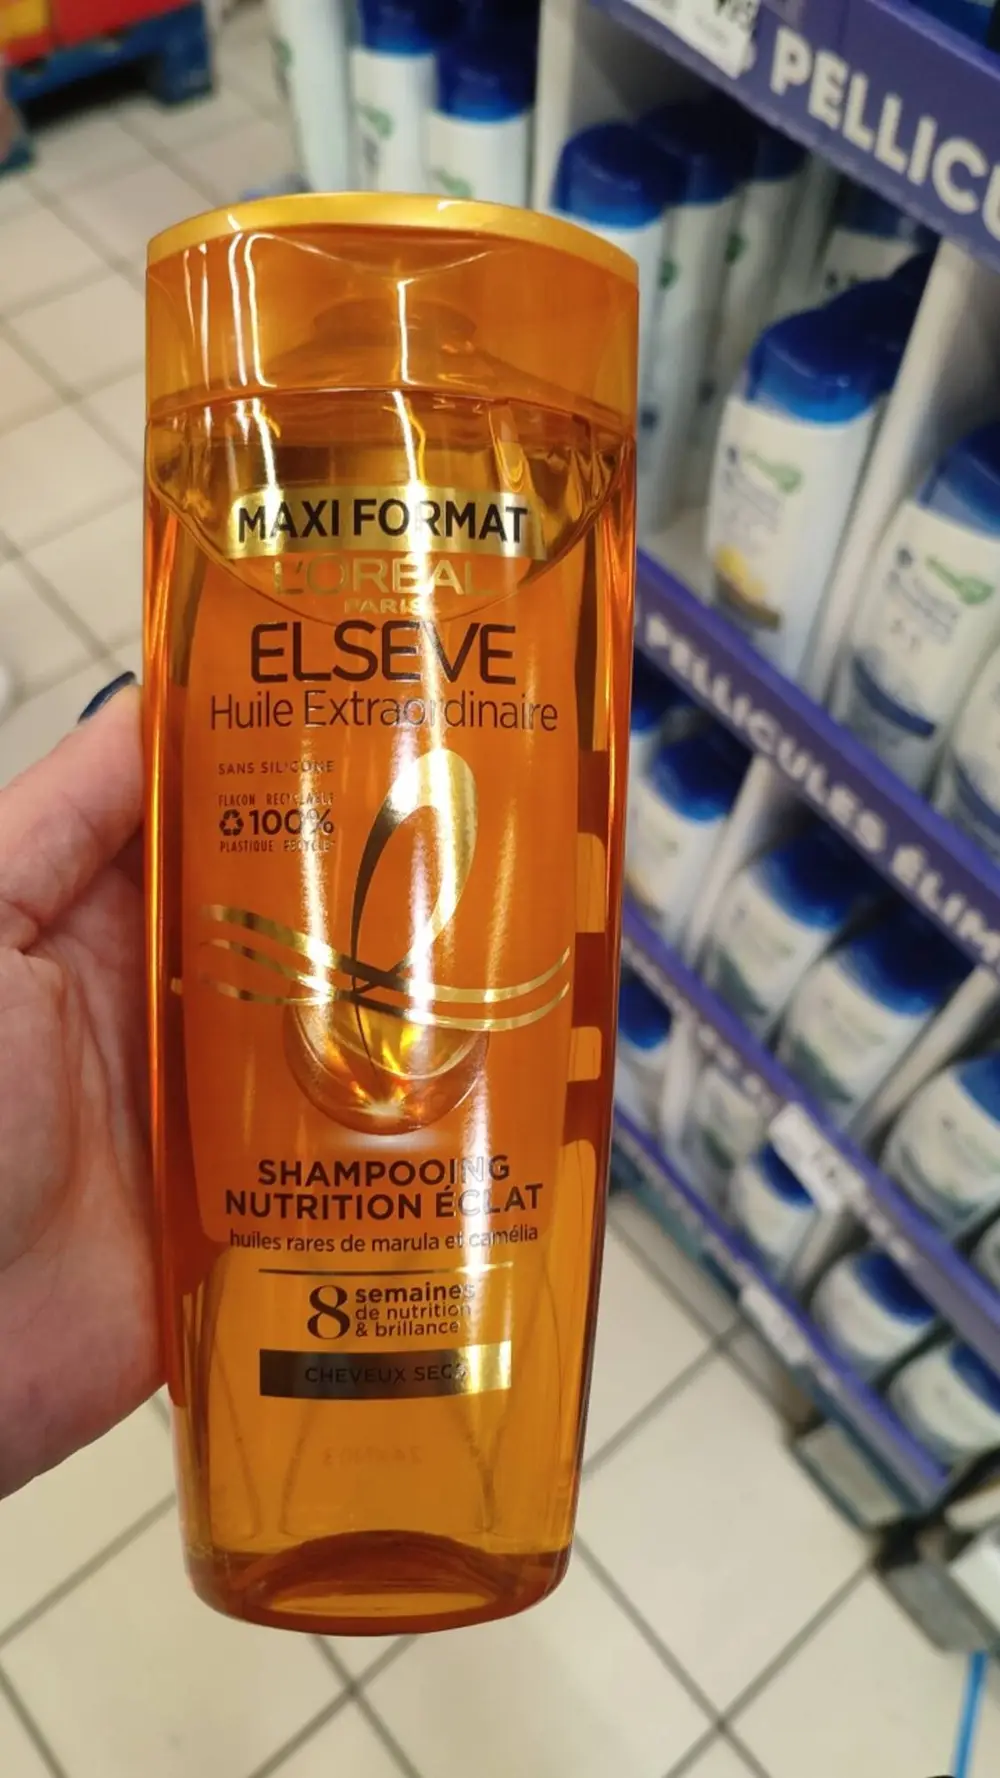 PELLICU
MAXI FORMAT
L'ORÉAL
PARIS
ELSEVE
Huile Extraordinaire
SANS SILICONE
FLACON RECYCLABLE
100%
PLASTIQUE RECYCLÉ
SHAMPOOING
NUTRITION ÉCLAT
huiles rares de marula et camélia
8 semaines
de nutrition
& brillance
CHEVEUX SECS
PELLICULES ÉLIM